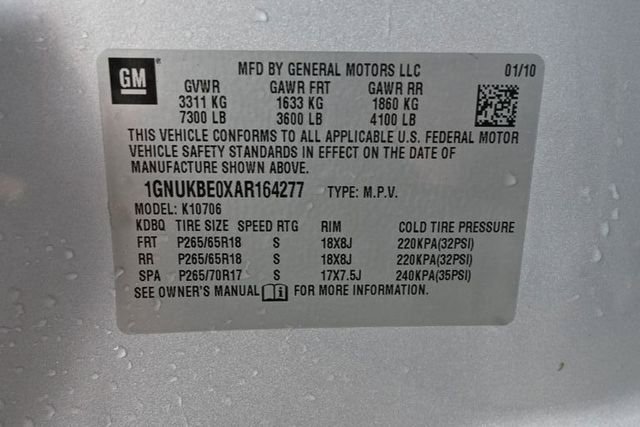 GM MFD BY GENERAL MOTORS LLC 01/10
GVWR GAWR FRT GAWR RR
3311 KG 1633 KG 1860 KG
7300 LB 3600 LB 4100 LB
THIS VEHICLE CONFORMS TO ALL APPLICABLE U.S. FEDERAL MOTOR
VEHICLE SAFETY STANDARDS IN EFFECT ON THE DATE OF
MANUFACTURE SHOWN ABOVE.
1GNUKBE0XAR164277 TYPE: M.P.V.
MODEL: K10706
KDBQ TIRE SIZE SPEED RTG RIM COLD TIRE PRESSURE
FRT P265/65R18 S 18X8J 220KPA(32PSI)
RR P265/65R18 S 18X8J 220KPA(32PSI)
SPA P265/70R17 S 17X7.5J 240KPA(35PSI)
SEE OWNER'S MANUAL FOR MORE INFORMATION.